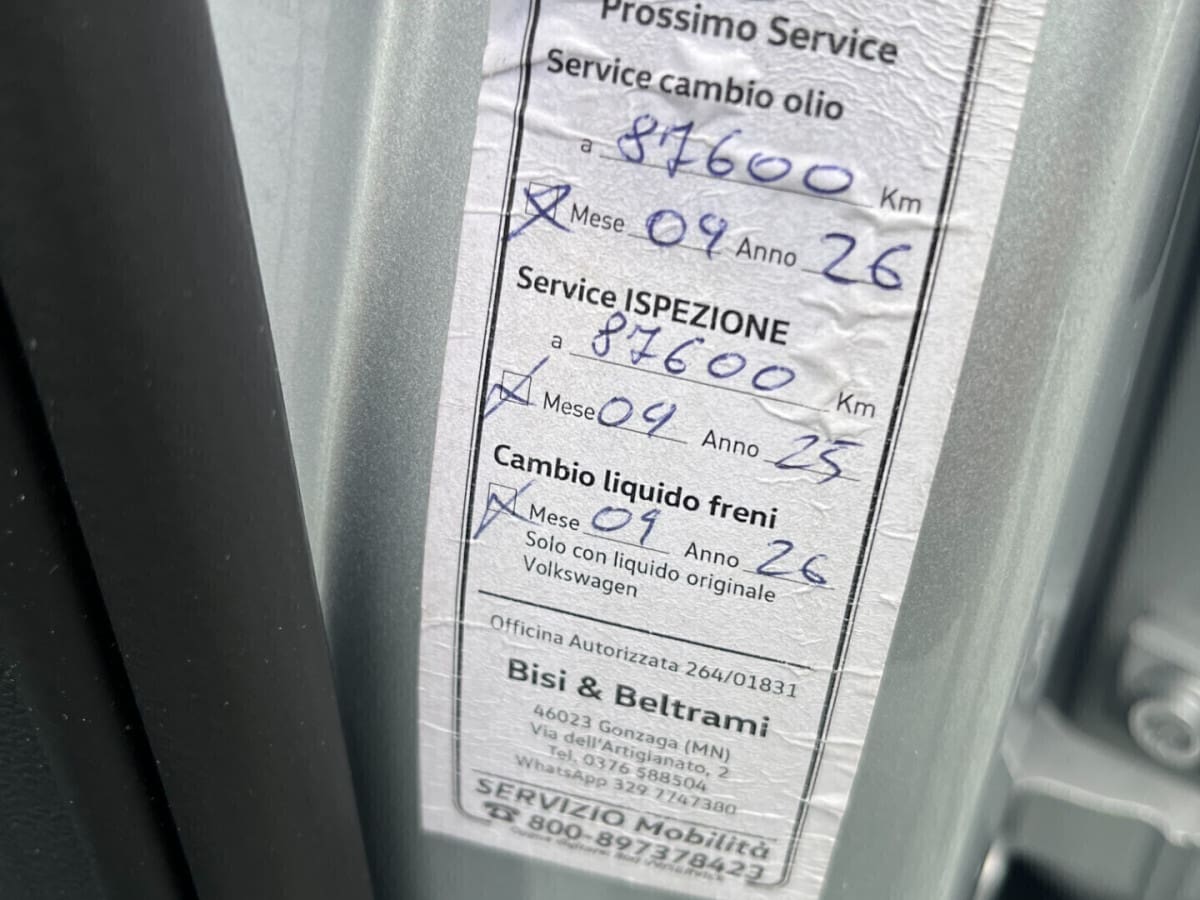 Prossimo Service
Service cambio olio
a 87600 Km
Mese 09 Anno 26
Service ISPEZIONE
a 87600 Km
Mese 09 Anno 25
Cambio liquido freni
Mese 09 Anno 26
Solo con liquido originale
Volkswagen
Officina Autorizzata 264/01831
Bisi & Beltrami
46023 Gonzaga (MN)
Via dell'Artigianato, 2
Tel. 0376 588504
WhatsApp 329 7747380
SERVIZIO Mobilità
☎ 800-897378423